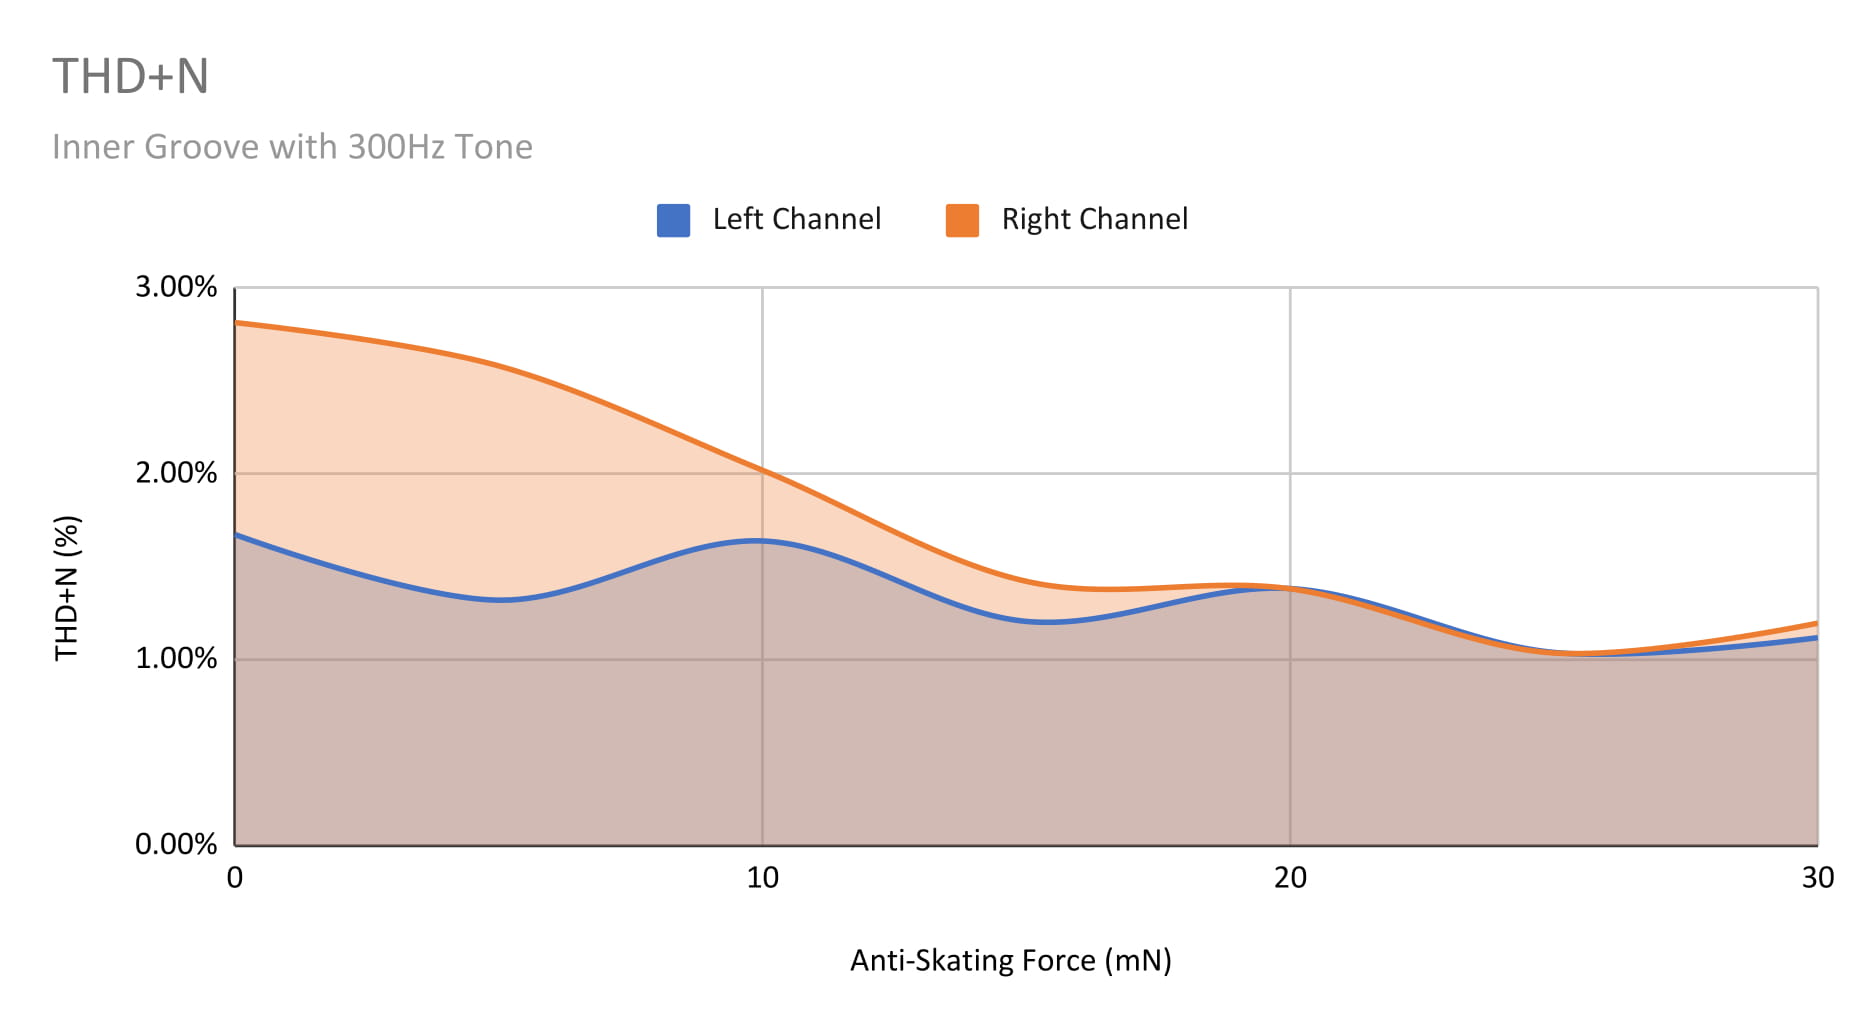 THD+N
Inner Groove with 300Hz Tone
Left Channel
Right Channel
3.00%
2.00%
1.00%
0.00%
THD+N (%)
0
10
20
30
Anti-Skating Force (mN)